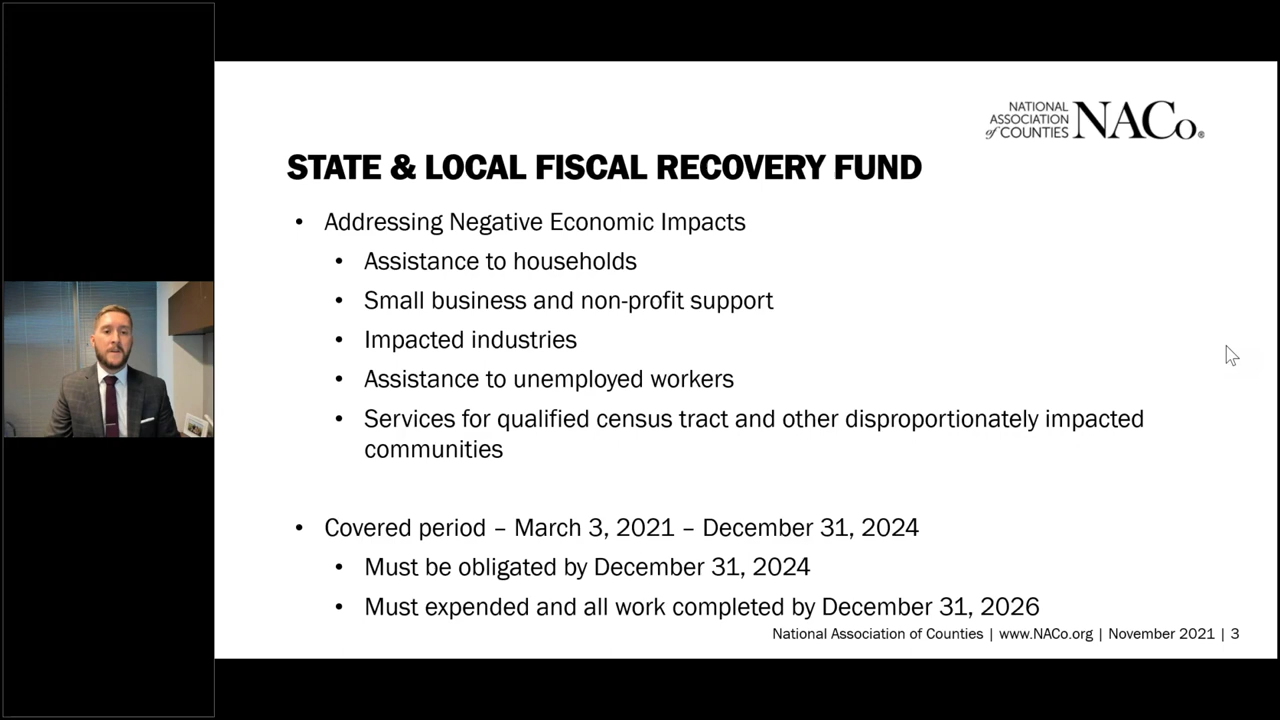 NATIONAL
ASSOCIATION
of COUNTIES
NACo.®
STATE & LOCAL FISCAL RECOVERY FUND
• Addressing Negative Economic Impacts
• Assistance to households
• Small business and non-profit support
• Impacted industries
• Assistance to unemployed workers
• Services for qualified census tract and other disproportionately impacted
communities
• Covered period – March 3, 2021 – December 31, 2024
• Must be obligated by December 31, 2024
• Must expended and all work completed by December 31, 2026
National Association of Counties | www.NACo.org | November 2021 | 3